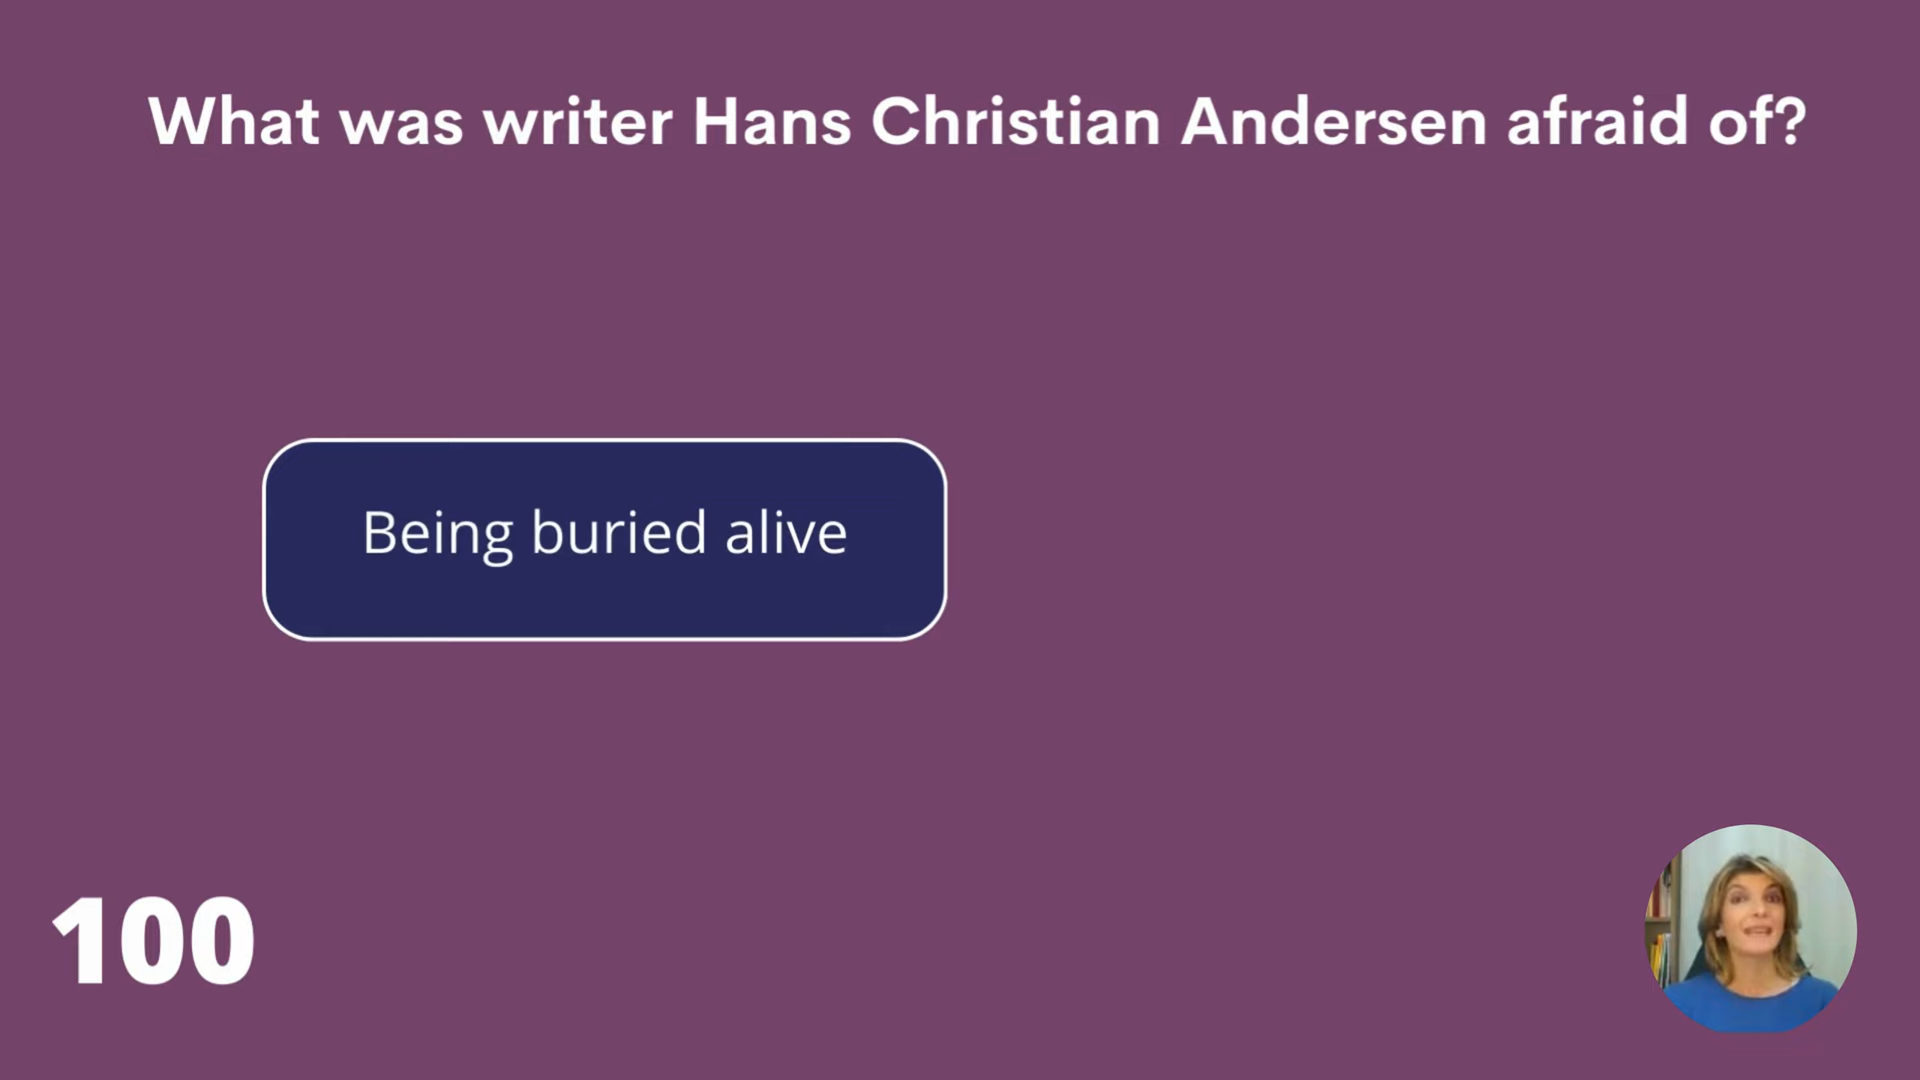 What was writer Hans Christian Andersen afraid of?
Being buried alive
100